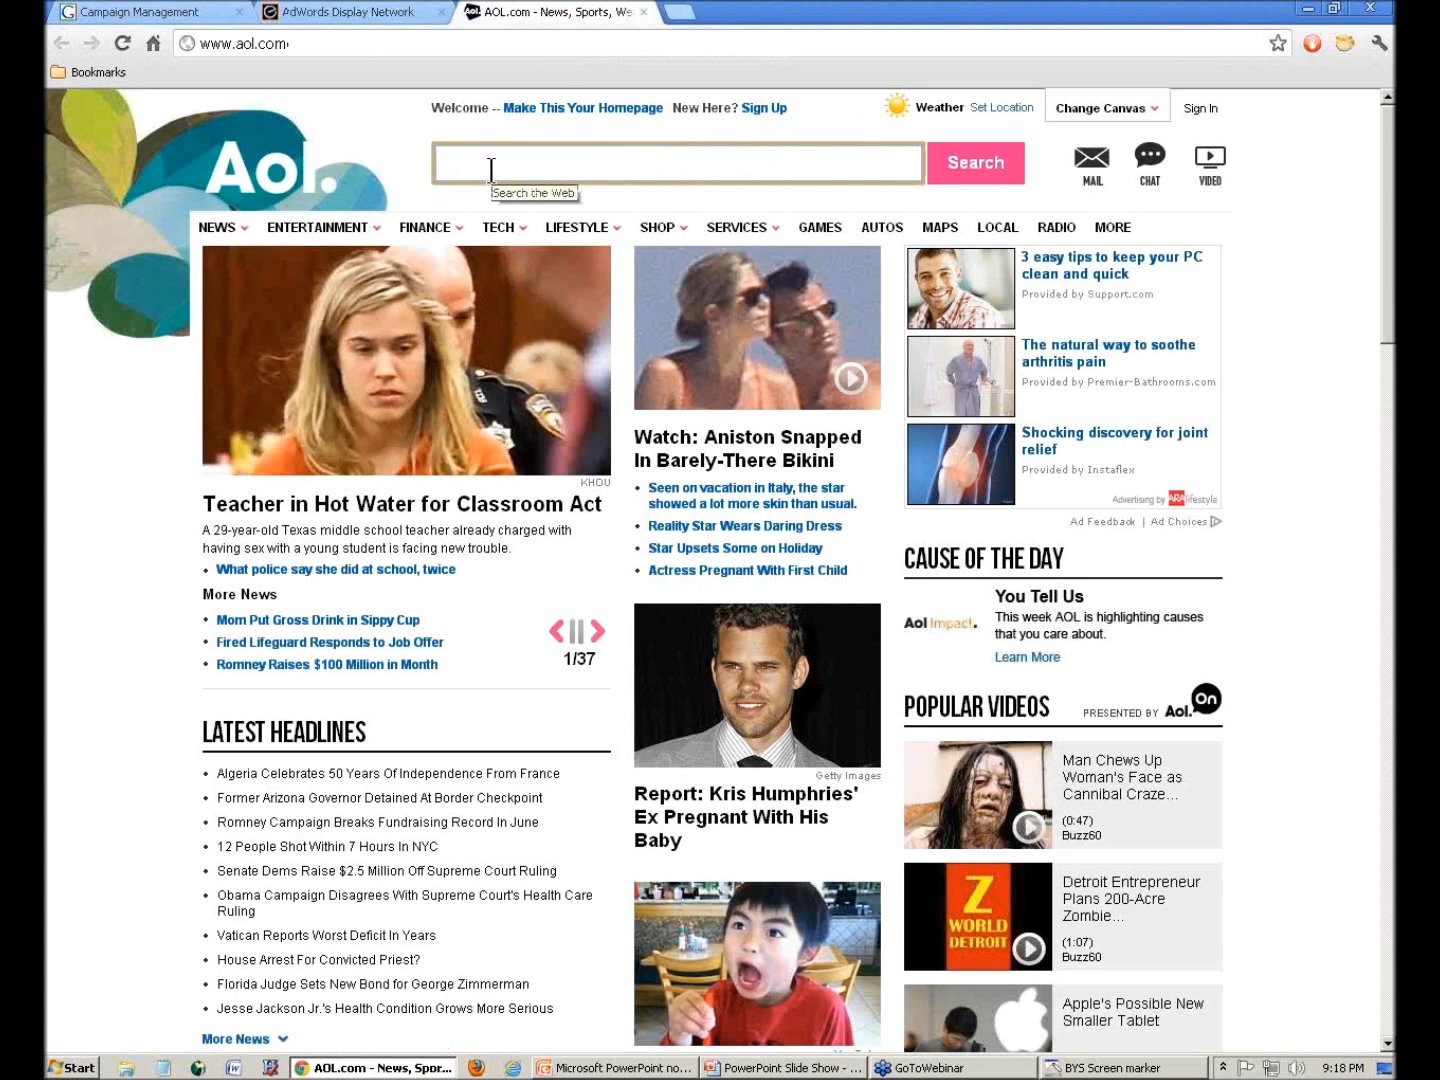 Campaign Management
AdWords Display Network
AOL.com - News, Sports, We
www.aol.com
Bookmarks
Welcome -- Make This Your Homepage New Here? Sign Up
Weather Set Location
Change Canvas
Sign In
Aol.
Search
Search the Web
MAIL
CHAT
VIDEO
NEWS ENTERTAINMENT FINANCE TECH LIFESTYLE SHOP SERVICES GAMES AUTOS MAPS LOCAL RADIO MORE
KHOU
Teacher in Hot Water for Classroom Act
A 29-year-old Texas middle school teacher already charged with
having sex with a young student is facing new trouble.
• What police say she did at school, twice
More News
• Mom Put Gross Drink in Sippy Cup
• Fired Lifeguard Responds to Job Offer
• Romney Raises $100 Million in Month
1/37
LATEST HEADLINES
• Algeria Celebrates 50 Years Of Independence From France
• Former Arizona Governor Detained At Border Checkpoint
• Romney Campaign Breaks Fundraising Record In June
• 12 People Shot Within 7 Hours In NYC
• Senate Dems Raise $2.5 Million Off Supreme Court Ruling
• Obama Campaign Disagrees With Supreme Court's Health Care
Ruling
• Vatican Reports Worst Deficit In Years
• House Arrest For Convicted Priest?
• Florida Judge Sets New Bond for George Zimmerman
• Jesse Jackson Jr.'s Health Condition Grows More Serious
More News
Watch: Aniston Snapped
In Barely-There Bikini
• Seen on vacation in Italy, the star
showed a lot more skin than usual.
• Reality Star Wears Daring Dress
• Star Upsets Some on Holiday
• Actress Pregnant With First Child
Getty Images
Report: Kris Humphries'
Ex Pregnant With His
Baby
3 easy tips to keep your PC
clean and quick
Provided by Support.com
The natural way to soothe
arthritis pain
Provided by Premier-Bathrooms.com
Shocking discovery for joint
relief
Provided by Instaflex
Advertising by ARAlifestyle
Ad Feedback | Ad Choices
CAUSE OF THE DAY
Aol Impact.
You Tell Us
This week AOL is highlighting causes
that you care about.
Learn More
POPULAR VIDEOS
PRESENTED BY Aol. On
Man Chews Up
Woman's Face as
Cannibal Craze...
(0:47)
Buzz60
Z
WORLD
DETROIT
Detroit Entrepreneur
Plans 200-Acre
Zombie...
(1:07)
Buzz60
Apple's Possible New
Smaller Tablet
Start
AOL.com - News, Spor...
Microsoft PowerPoint no...
PowerPoint Slide Show - ...
GoToWebinar
BYS Screen marker
9:18 PM